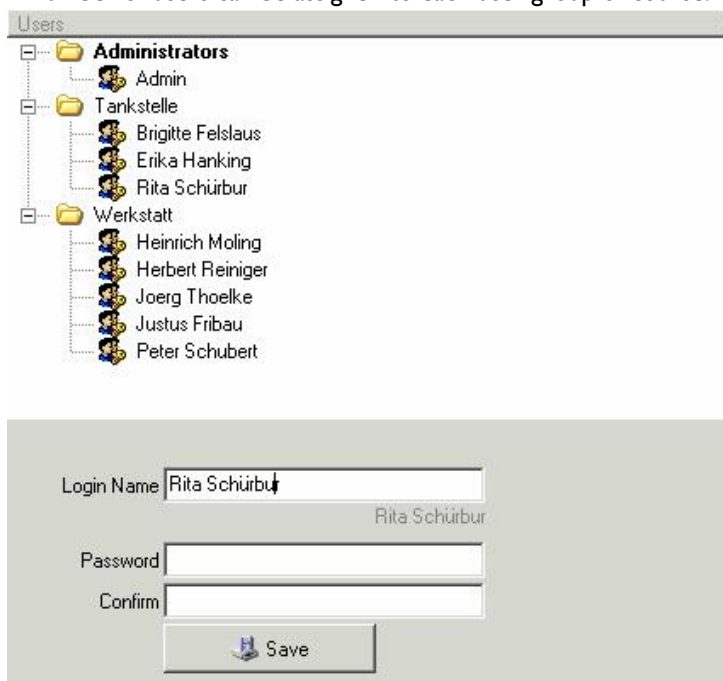 Users
Administrators
Admin
Tankstelle
Brigitte Felslaus
Erika Hanking
Rita Schürbur
Werkstatt
Heinrich Moling
Herbert Reiniger
Joerg Thoelke
Justus Fribau
Peter Schubert
Login Name Rita Schürbur
Rita Schürbur
Password
Confirm
Save